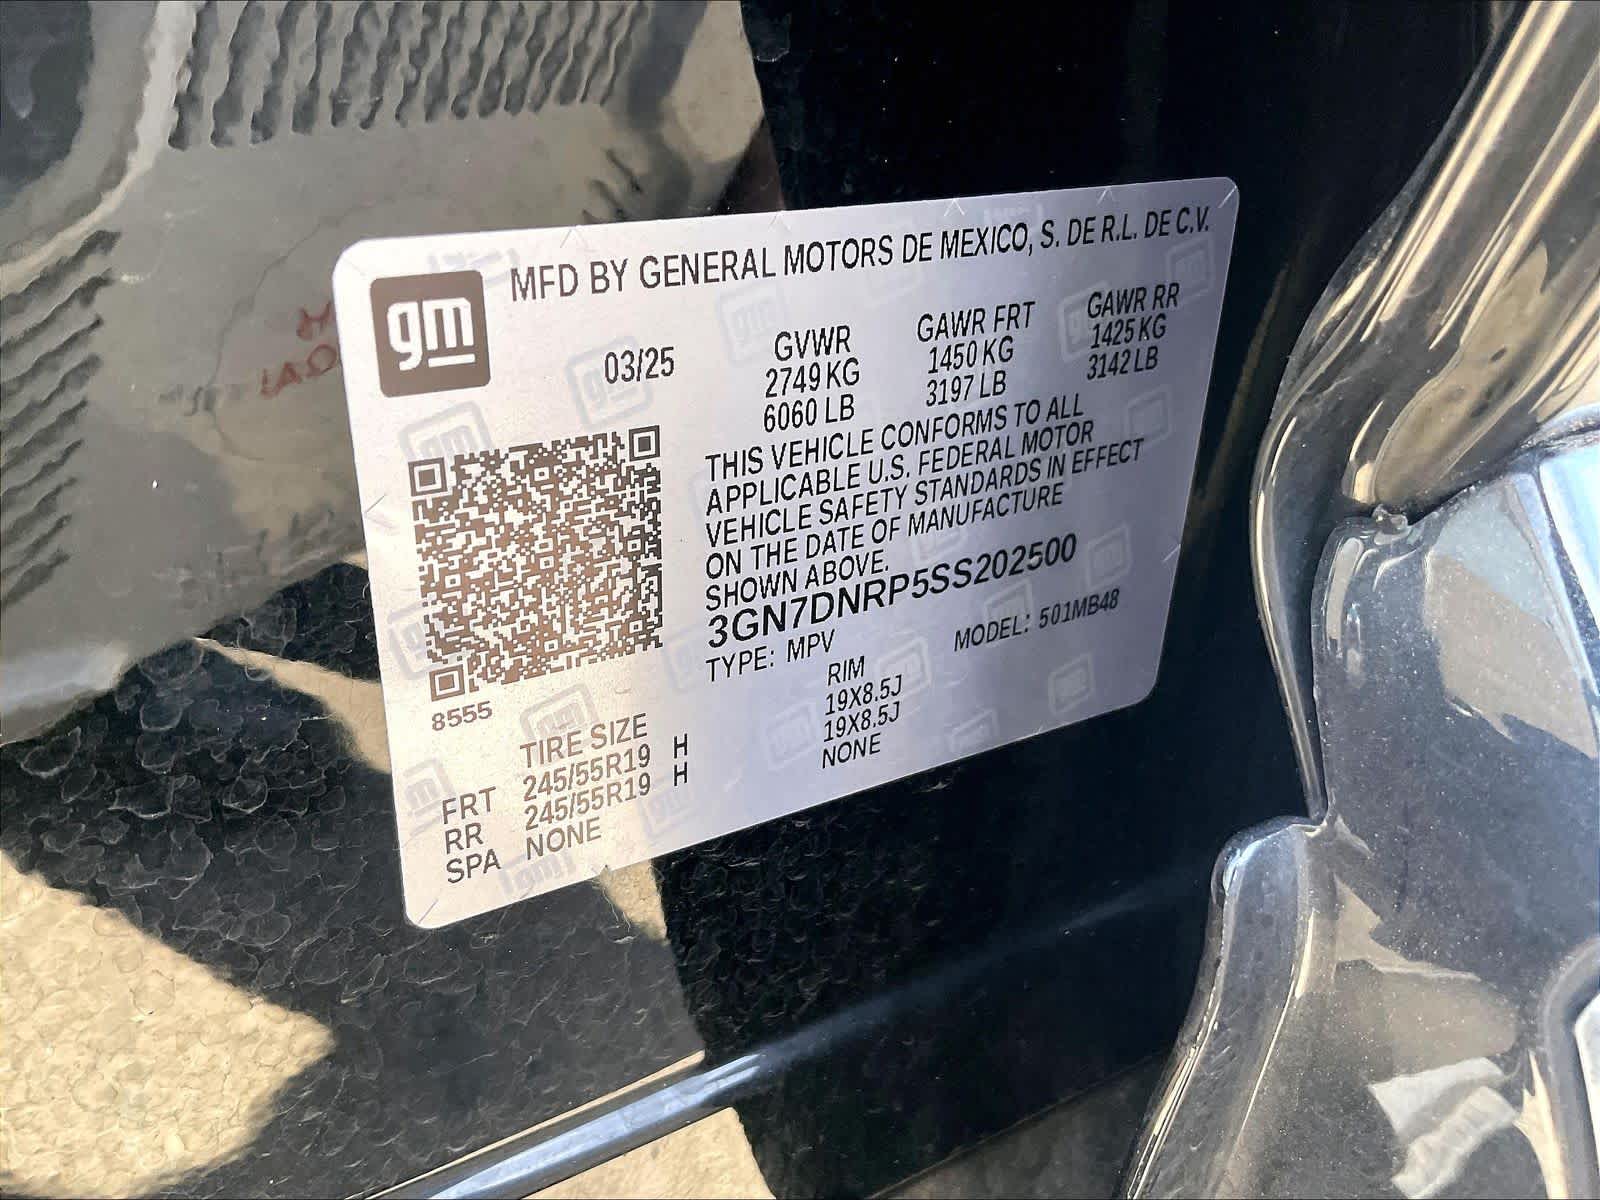 gm
MFD BY GENERAL MOTORS DE MEXICO, S. DE R.L. DE C.V.
03/25
GVWR
2749 KG
6060 LB
GAWR FRT
1450 KG
3197 LB
GAWR RR
1425 KG
3142 LB
THIS VEHICLE CONFORMS TO ALL
APPLICABLE U.S. FEDERAL MOTOR
VEHICLE SAFETY STANDARDS IN EFFECT
ON THE DATE OF MANUFACTURE
SHOWN ABOVE.
3GN7DNRP5SS202500
TYPE: MPV MODEL: 501MB48
8555
TIRE SIZE RIM
FRT 245/55R19 H 19X8.5J
RR 245/55R19 H 19X8.5J
SPA NONE NONE